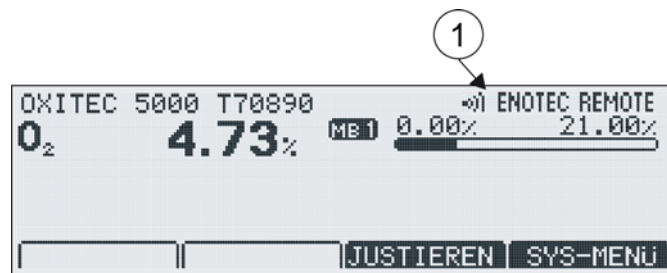 1
OXITEC 5000 T70890 ENOTEC REMOTE
O₂ 4.73% MB1 0.00% 21.00%
JUSTIEREN SYS-MENü